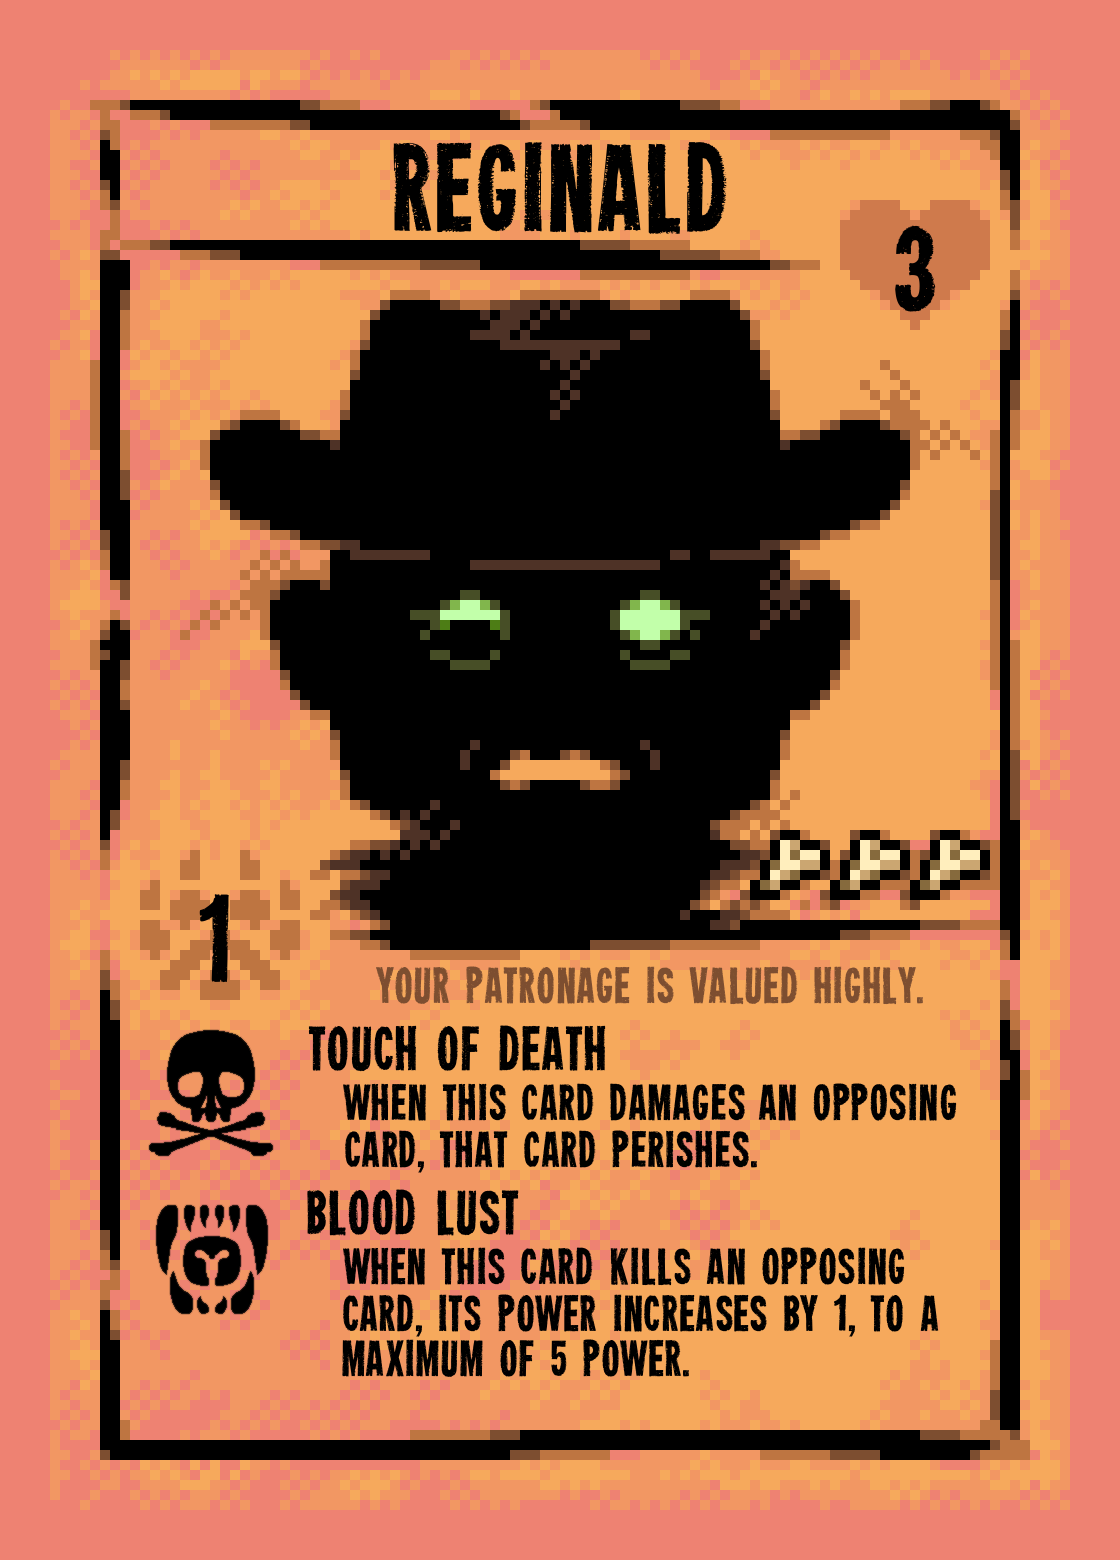 REGINALD
3
1
YOUR PATRONAGE IS VALUED HIGHLY.
TOUCH OF DEATH
WHEN THIS CARD DAMAGES AN OPPOSING
CARD, THAT CARD PERISHES.
BLOOD LUST
WHEN THIS CARD KILLS AN OPPOSING
CARD, ITS POWER INCREASES BY 1, TO A
MAXIMUM OF 5 POWER.